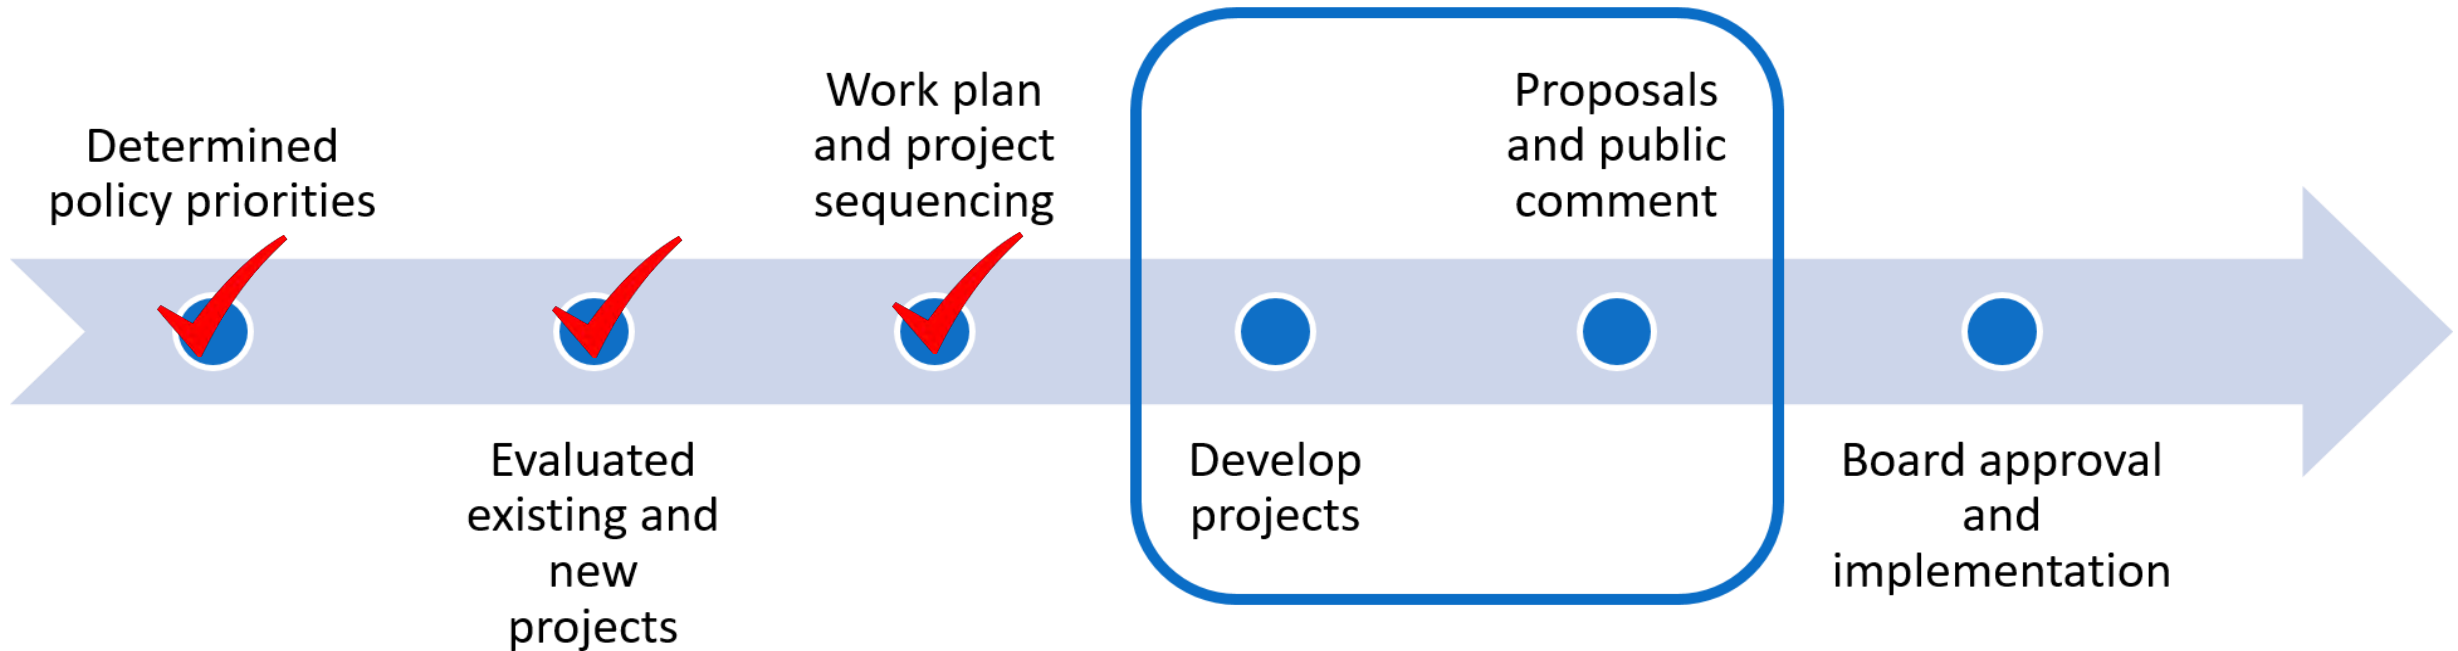 Determined
policy priorities
Evaluated
existing and
new
projects
Work plan
and project
sequencing
Develop
projects
Proposals
and public
comment
Board approval
and
implementation